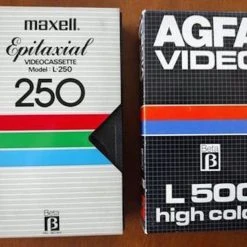 maxell.
Epitaxial
VIDEOCASSETTE
Model · L-250
250
Beta
β
AGFA
VIDEO
Beta
β
L 500
high colo